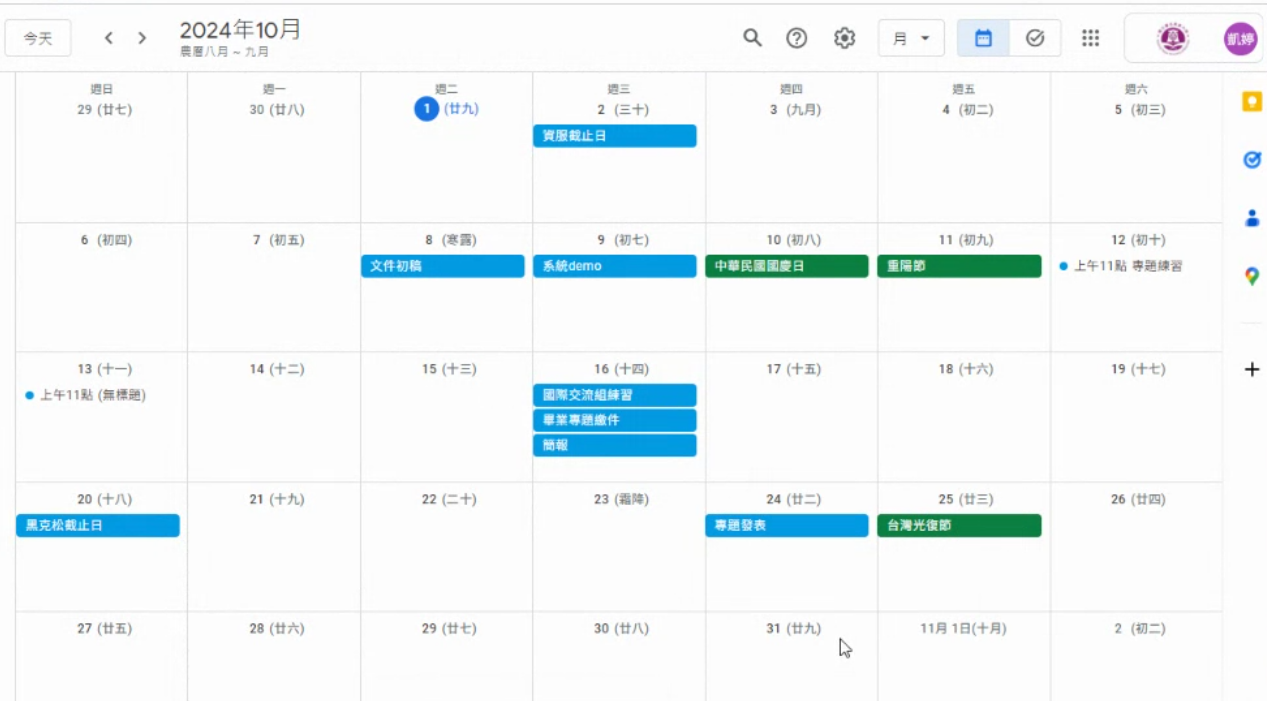 今天
2024年10月
農曆八月 ~ 九月
月
凱婷
週日
週一
週二
週三
週四
週五
週六
29 (廿七)
30 (廿八)
1 (廿九)
2 (三十)
3 (九月)
4 (初二)
5 (初三)
資服截止日
6 (初四)
7 (初五)
8 (寒露)
9 (初七)
10 (初八)
11 (初九)
12 (初十)
文件初稿
系統demo
中華民國國慶日
重陽節
上午11點 專題練習
13 (十一)
14 (十二)
15 (十三)
16 (十四)
17 (十五)
18 (十六)
19 (十七)
上午11點 (無標題)
國際交流組練習
畢業專題繳件
簡報
20 (十八)
21 (十九)
22 (二十)
23 (霜降)
24 (廿二)
25 (廿三)
26 (廿四)
黑克松截止日
專題發表
台灣光復節
27 (廿五)
28 (廿六)
29 (廿七)
30 (廿八)
31 (廿九)
11月 1日(十月)
2 (初二)